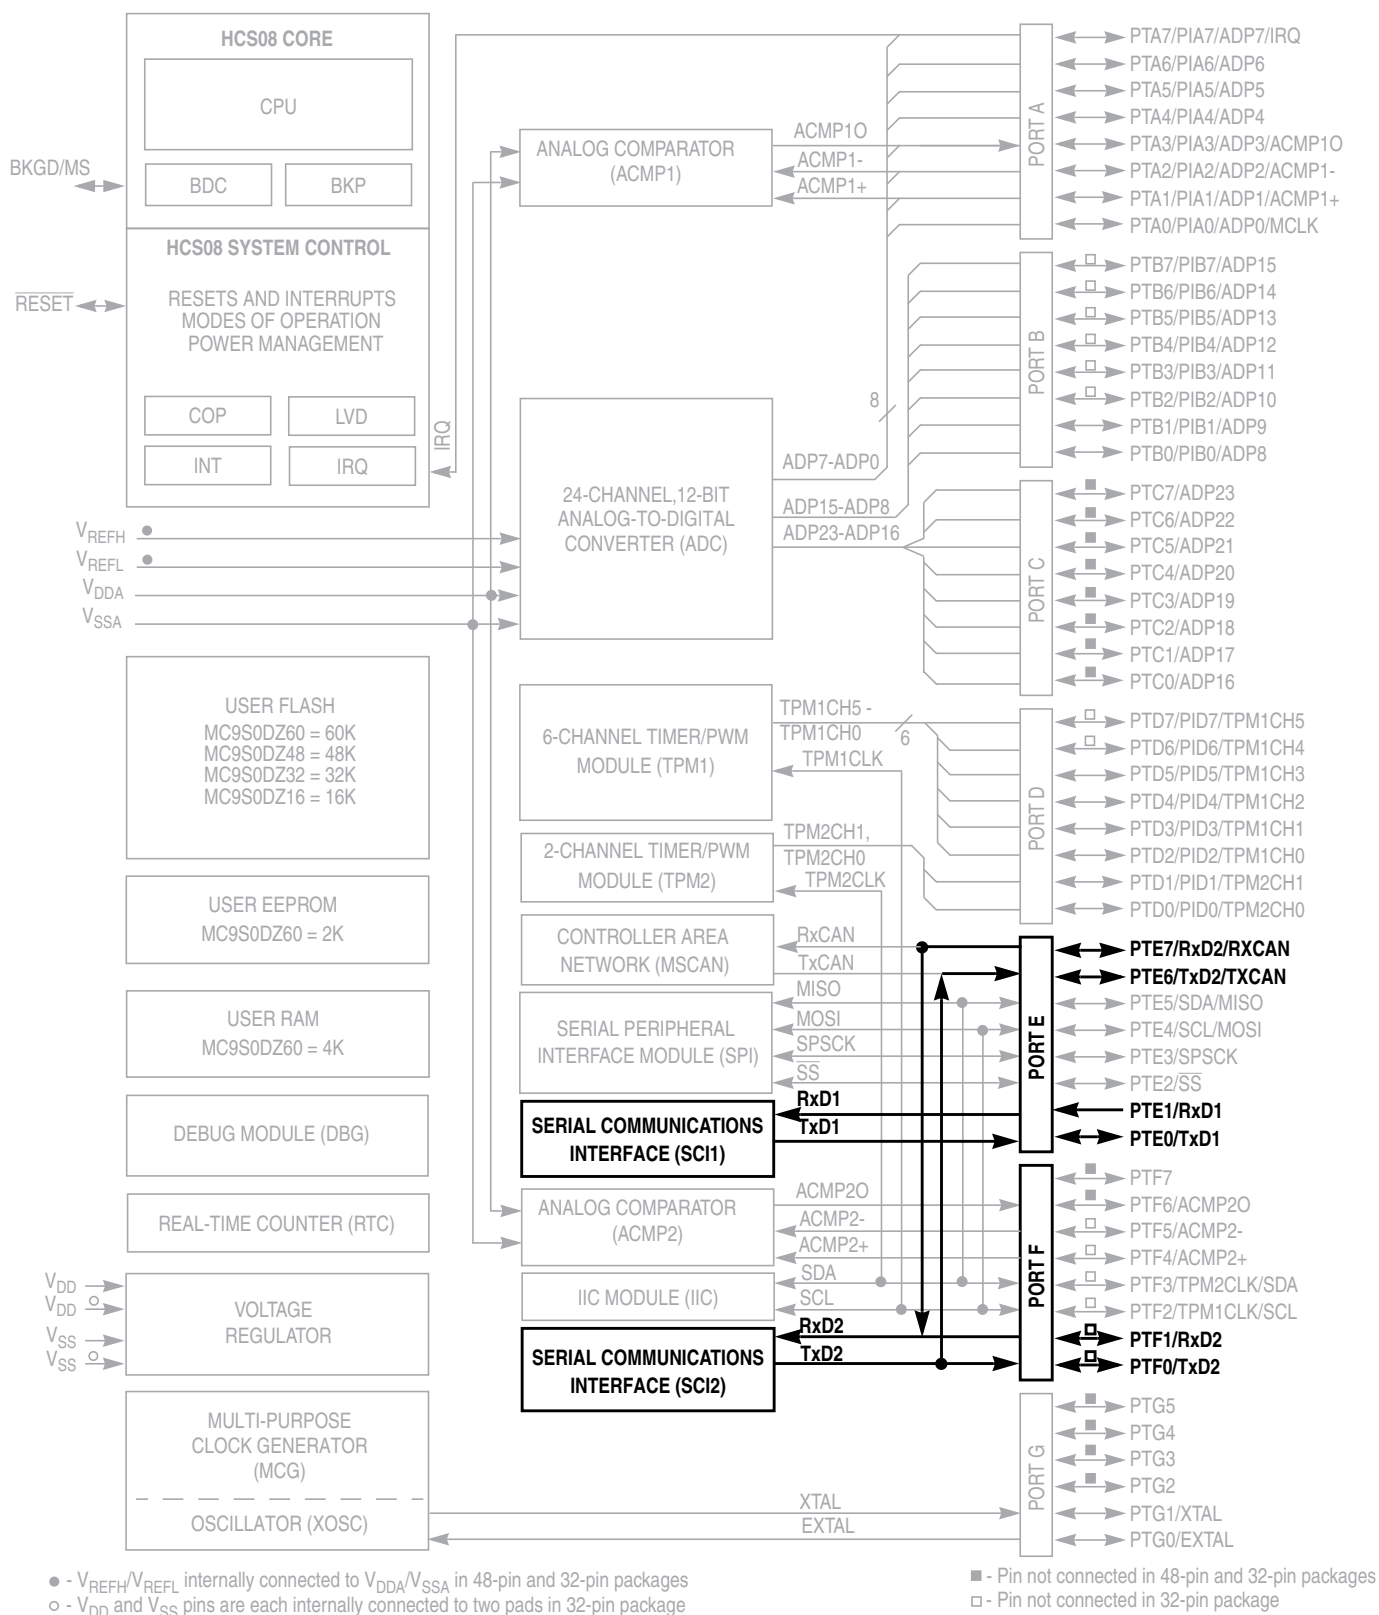 HCS08 CORE
CPU
BDC
BKP
BKGD/MS
HCS08 SYSTEM CONTROL
RESETS AND INTERRUPTS
MODES OF OPERATION
POWER MANAGEMENT
RESET
COP
LVD
INT
IRQ
IRQ
VREFH
VREFL
VDDA
VSSA
USER FLASH
MC9S0DZ60 = 60K
MC9S0DZ48 = 48K
MC9S0DZ32 = 32K
MC9S0DZ16 = 16K
USER EEPROM
MC9S0DZ60 = 2K
USER RAM
MC9S0DZ60 = 4K
DEBUG MODULE (DBG)
REAL-TIME COUNTER (RTC)
VDD
VDD
VSS
VSS
VOLTAGE
REGULATOR
MULTI-PURPOSE
CLOCK GENERATOR
(MCG)
OSCILLATOR (XOSC)
ANALOG COMPARATOR
(ACMP1)
ACMP1O
ACMP1-
ACMP1+
24-CHANNEL,12-BIT
ANALOG-TO-DIGITAL
CONVERTER (ADC)
8
ADP7-ADP0
ADP15-ADP8
ADP23-ADP16
6-CHANNEL TIMER/PWM
MODULE (TPM1)
TPM1CH5 -
TPM1CH0
6
TPM1CLK
2-CHANNEL TIMER/PWM
MODULE (TPM2)
TPM2CH1,
TPM2CH0
TPM2CLK
CONTROLLER AREA
NETWORK (MSCAN)
RxCAN
TxCAN
SERIAL PERIPHERAL
INTERFACE MODULE (SPI)
MISO
MOSI
SPSCK
SS
SERIAL COMMUNICATIONS
INTERFACE (SCI1)
RxD1
TxD1
ANALOG COMPARATOR
(ACMP2)
ACMP2O
ACMP2-
ACMP2+
IIC MODULE (IIC)
SDA
SCL
SERIAL COMMUNICATIONS
INTERFACE (SCI2)
RxD2
TxD2
XTAL
EXTAL
PORT A
PTA7/PIA7/ADP7/IRQ
PTA6/PIA6/ADP6
PTA5/PIA5/ADP5
PTA4/PIA4/ADP4
PTA3/PIA3/ADP3/ACMP1O
PTA2/PIA2/ADP2/ACMP1-
PTA1/PIA1/ADP1/ACMP1+
PTA0/PIA0/ADP0/MCLK
PORT B
PTB7/PIB7/ADP15
PTB6/PIB6/ADP14
PTB5/PIB5/ADP13
PTB4/PIB4/ADP12
PTB3/PIB3/ADP11
PTB2/PIB2/ADP10
PTB1/PIB1/ADP9
PTB0/PIB0/ADP8
PORT C
PTC7/ADP23
PTC6/ADP22
PTC5/ADP21
PTC4/ADP20
PTC3/ADP19
PTC2/ADP18
PTC1/ADP17
PTC0/ADP16
PORT D
PTD7/PID7/TPM1CH5
PTD6/PID6/TPM1CH4
PTD5/PID5/TPM1CH3
PTD4/PID4/TPM1CH2
PTD3/PID3/TPM1CH1
PTD2/PID2/TPM1CH0
PTD1/PID1/TPM2CH1
PTD0/PID0/TPM2CH0
PORT E
PTE7/RxD2/RXCAN
PTE6/TxD2/TXCAN
PTE5/SDA/MISO
PTE4/SCL/MOSI
PTE3/SPSCK
PTE2/SS
PTE1/RxD1
PTE0/TxD1
PORT F
PTF7
PTF6/ACMP2O
PTF5/ACMP2-
PTF4/ACMP2+
PTF3/TPM2CLK/SDA
PTF2/TPM1CLK/SCL
PTF1/RxD2
PTF0/TxD2
PORT G
PTG5
PTG4
PTG3
PTG2
PTG1/XTAL
PTG0/EXTAL
● - VREFH/VREFL internally connected to VDDA/VSSA in 48-pin and 32-pin packages
○ - VDD and VSS pins are each internally connected to two pads in 32-pin package
■ - Pin not connected in 48-pin and 32-pin packages
□ - Pin not connected in 32-pin package